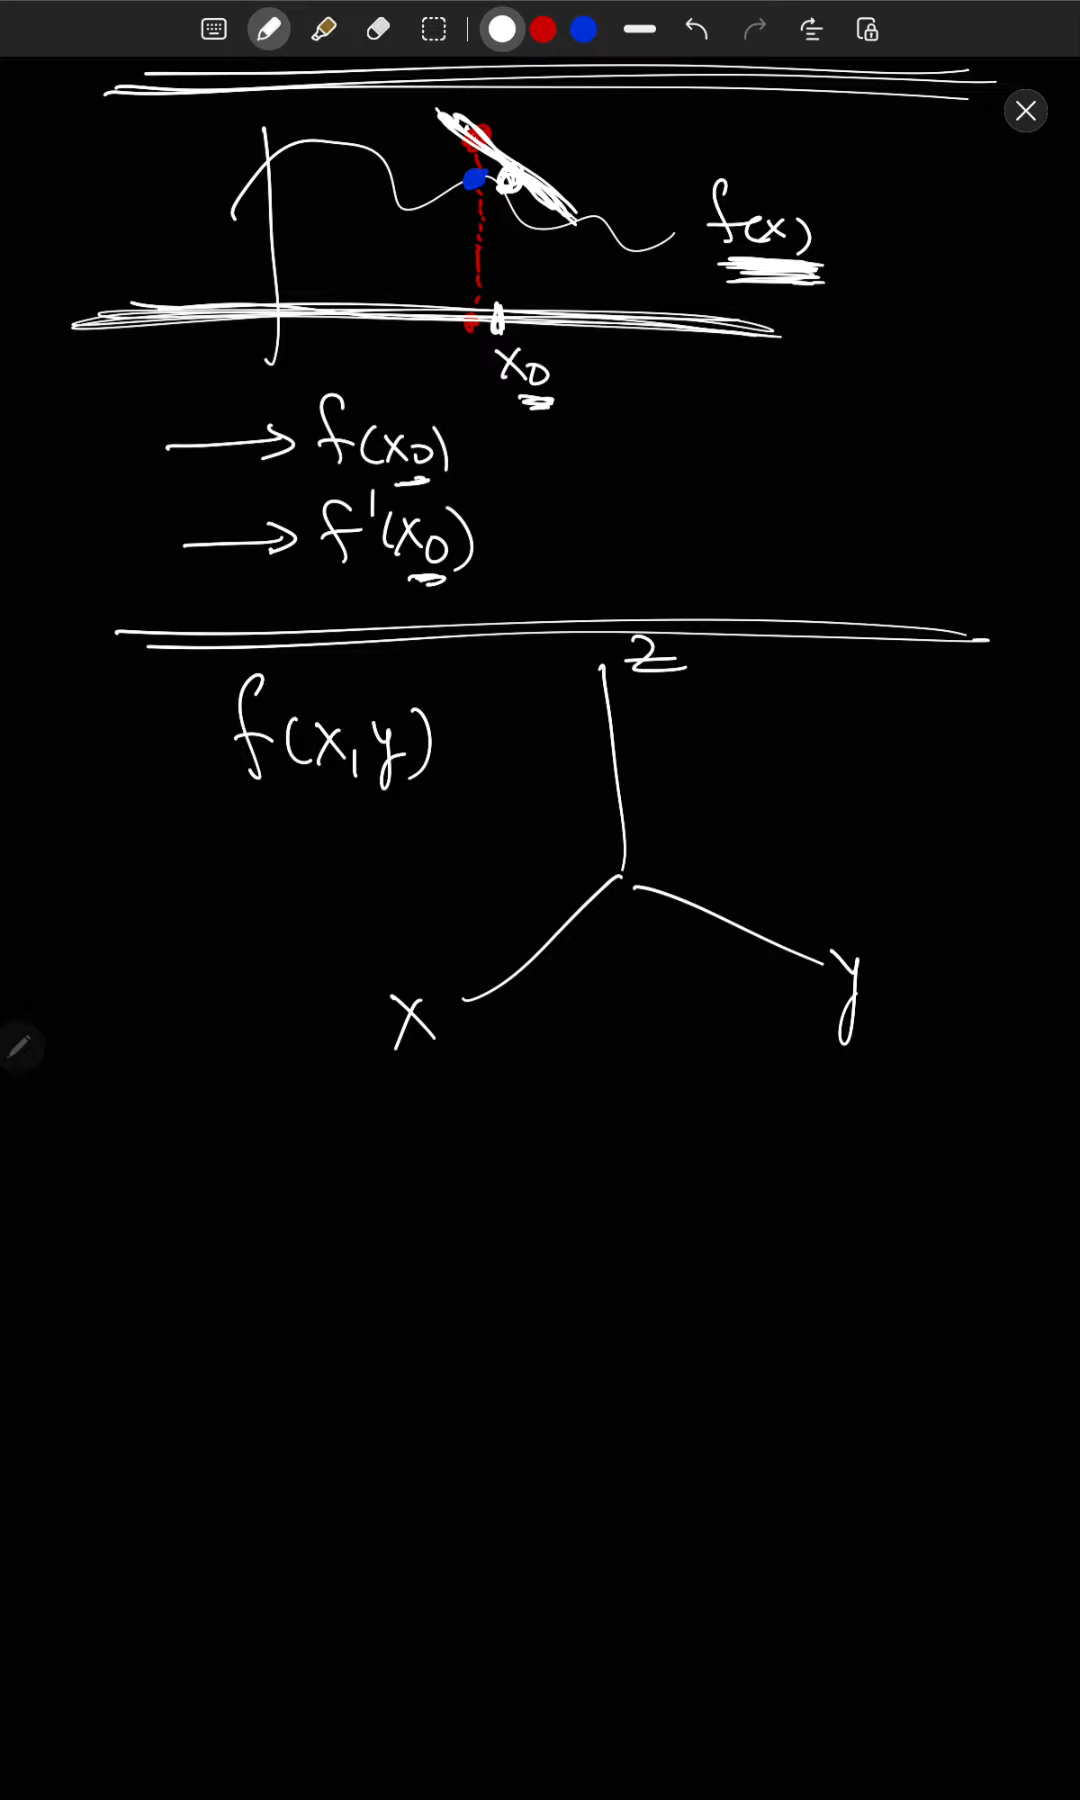 f(x)
x₀
→ f(x₀)
→ f'(x₀)
z
f(x,y)
x
y